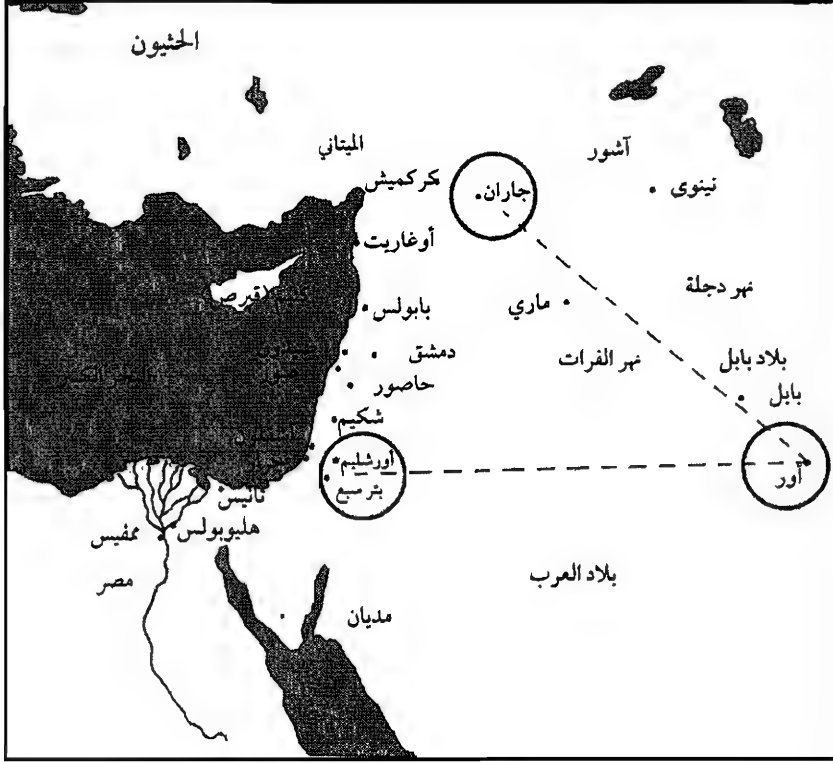 الحثيون
الميتاني
آشور
كركميش
جاران
نينوى
أوغاريت
نهر دجلة
ماري
بابولس
دمشق
نهر الفرات
بلاد بابل
حاصور
بابل
شكيم
أورشليم
بئر سبع
أور
تانيس
هليوبولس
ممفيس
مصر
بلاد العرب
مديان